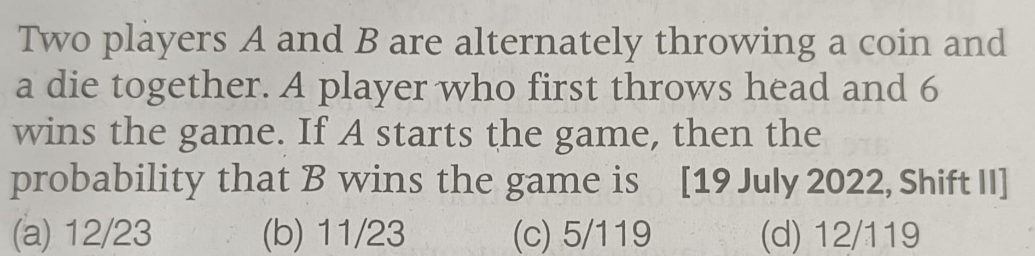 Two players A and B are alternately throwing a coin and
a die together. A player who first throws head and 6
wins the game. If A starts the game, then the
probability that B wins the game is [19 July 2022, Shift II]
(a) 12/23 (b) 11/23 (c) 5/119 (d) 12/119